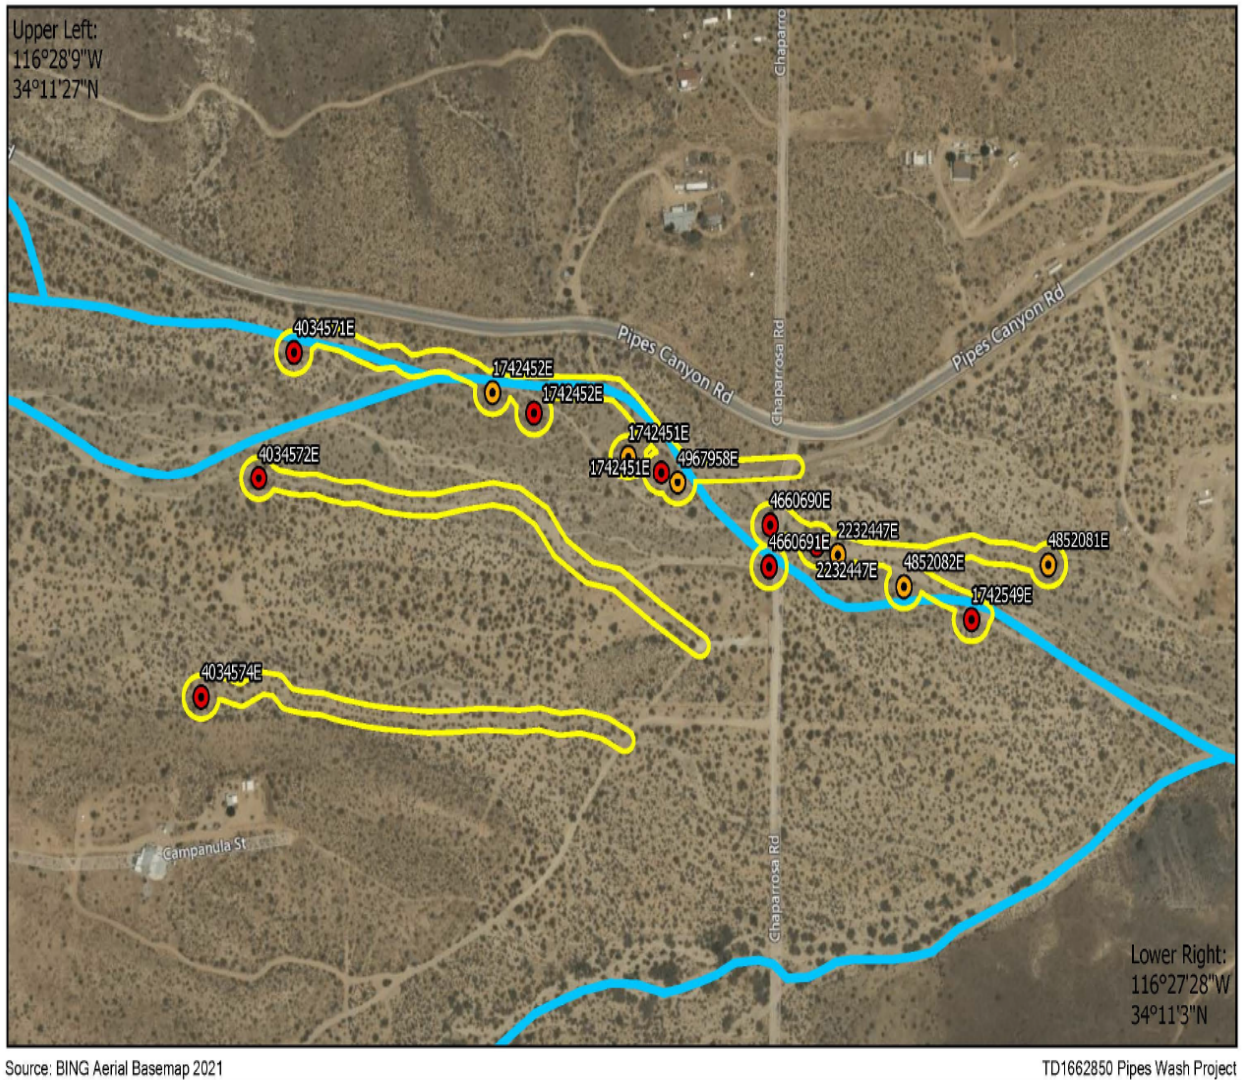 Upper Left:
116°28'9"W
34°11'27"N
Chaparro
4034571E
Pipes Canyon Rd
Pipes Canyon Rd
Chaparrosa Rd
1742452E
1742452E
1742451E
1742451E
4967958E
4034572E
4660690E
4660691E
2232447E
2232447E
4852081E
4852082E
1742549E
4034574E
Campanula St
Chaparrosa Rd
Lower Right:
116°27'28"W
34°11'3"N
Source: BING Aerial Basemap 2021
TD1662850 Pipes Wash Project